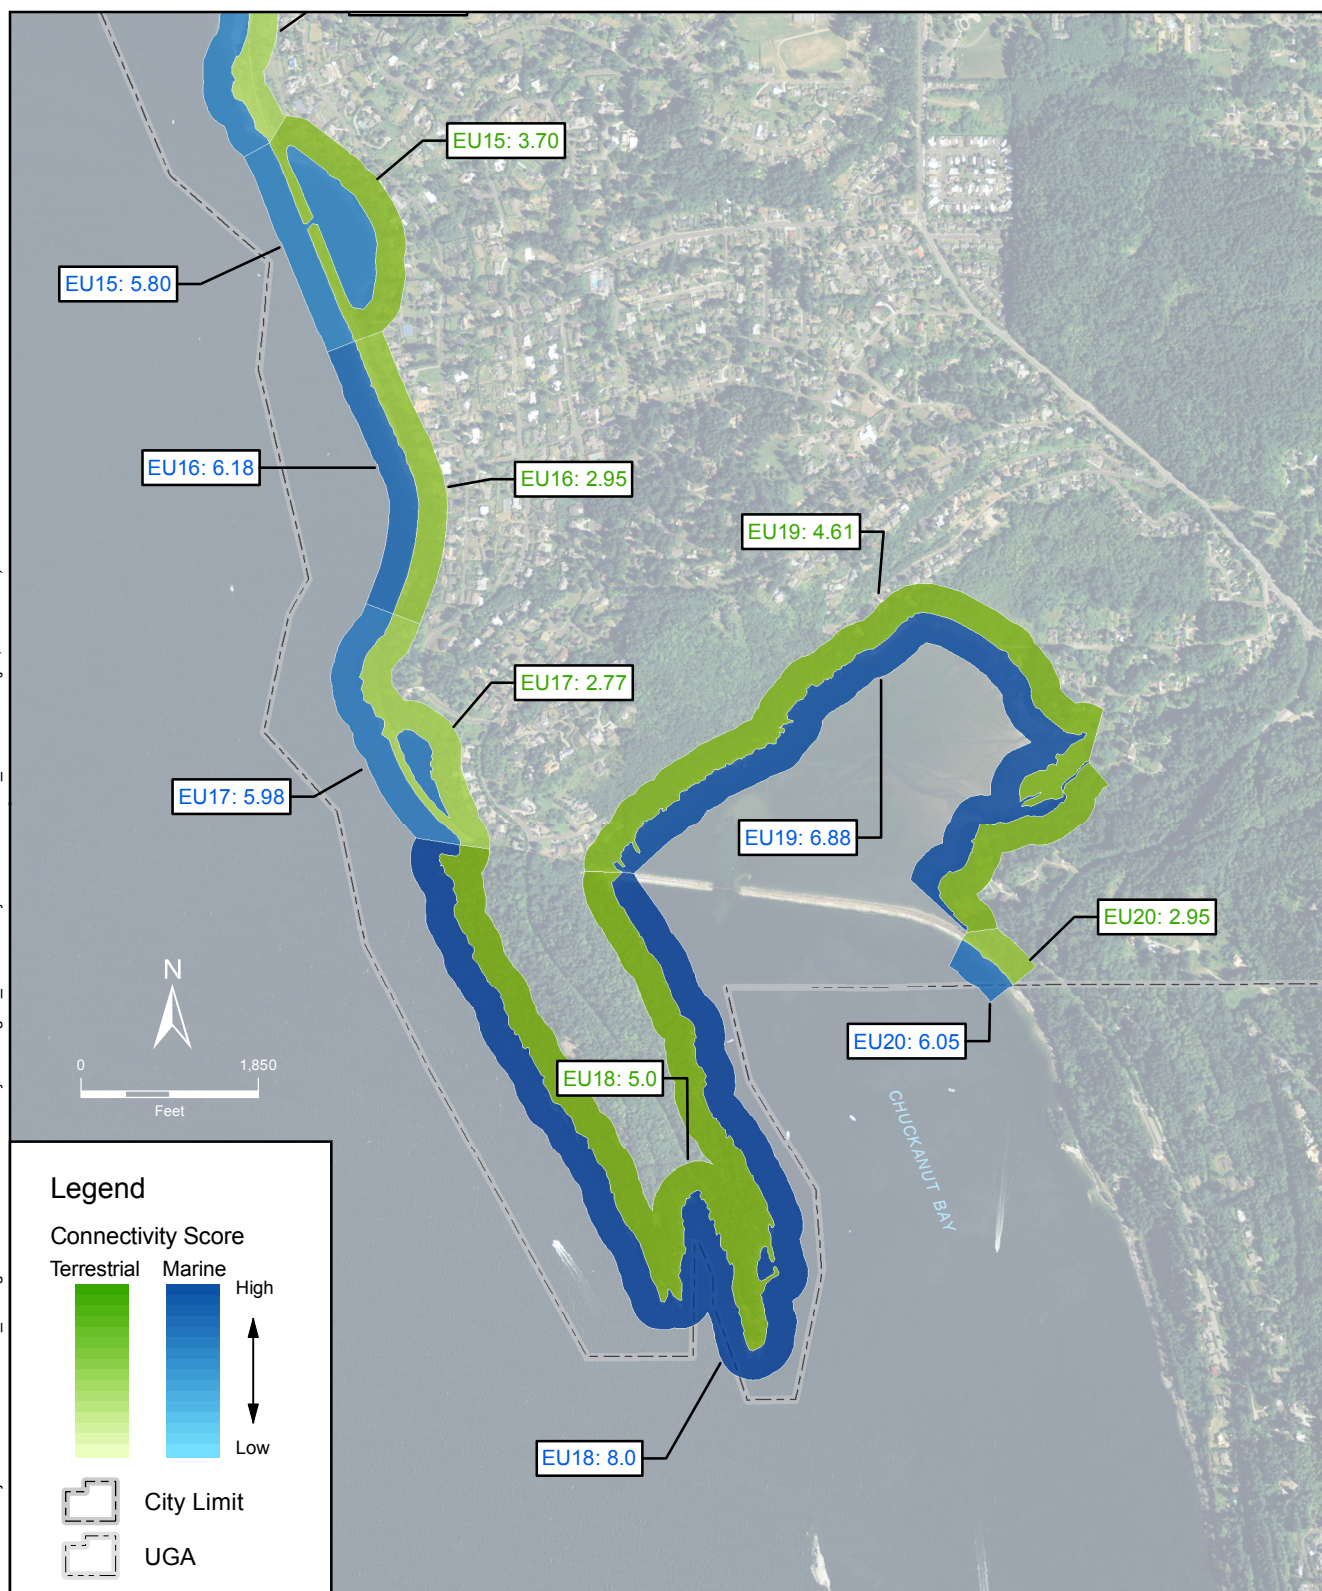 EU15: 3.70
EU15: 5.80
EU16: 6.18
EU16: 2.95
EU19: 4.61
EU17: 2.77
EU17: 5.98
EU19: 6.88
EU20: 2.95
N
EU20: 6.05
0 1,850
Feet
EU18: 5.0
CHUCKANUT BAY
Legend
Connectivity Score
Terrestrial Marine
High
Low
EU18: 8.0
City Limit
UGA